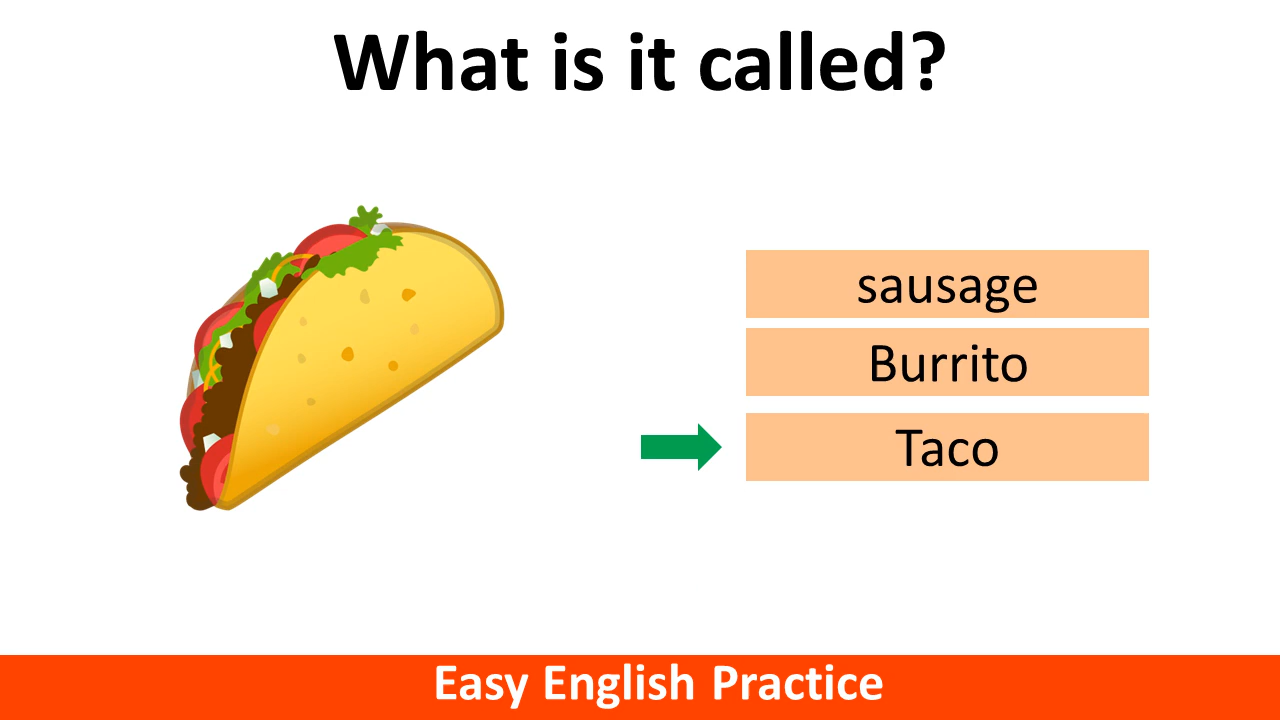 What is it called?
sausage
Burrito
Taco
Easy English Practice